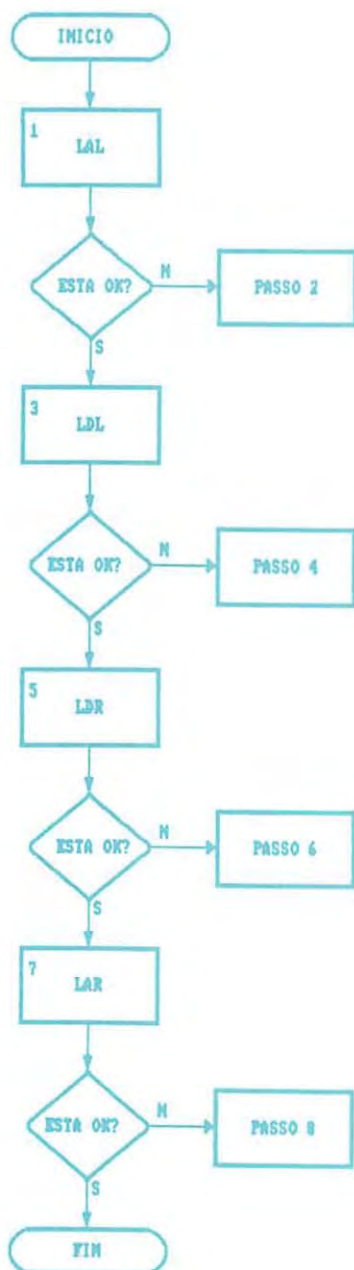 INICIO
1
LAL
ESTA OK?
N
PASSO 2
S
3
LDL
ESTA OK?
N
PASSO 4
S
5
LDR
ESTA OK?
N
PASSO 6
S
7
LAR
ESTA OK?
N
PASSO 8
S
FIM